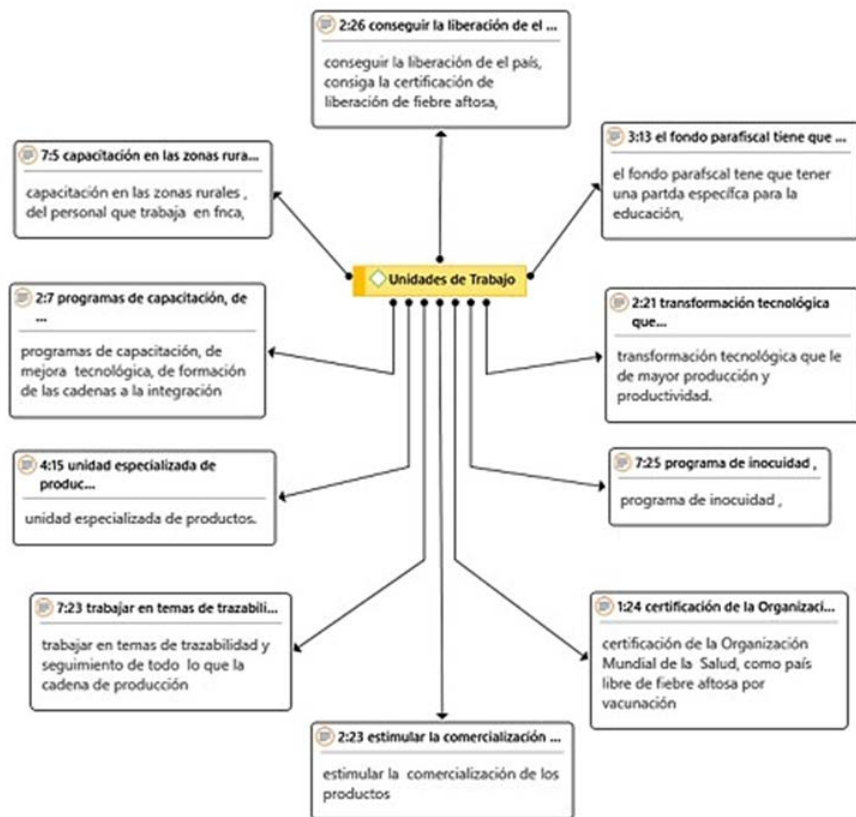 2:26 conseguir la liberación de el ...
conseguir la liberación de el país,
consiga la certificación de
liberación de fiebre aftosa,
7:5 capacitación en las zonas rura...
capacitación en las zonas rurales ,
del personal que trabaja en fnca,
3:13 el fondo parafiscal tiene que ...
el fondo parafscal tene que tener
una partda específca para la
educación,
Unidades de Trabajo
2:7 programas de capacitación, de
...
programas de capacitación, de
mejora tecnológica, de formación
de las cadenas a la integración
2:21 transformación tecnológica
que...
transformación tecnológica que le
de mayor producción y
productividad.
4:15 unidad especializada de
produc...
unidad especializada de productos.
7:25 programa de inocuidad ,
programa de inocuidad ,
7:23 trabajar en temas de trazabili...
trabajar en temas de trazabilidad y
seguimiento de todo lo que la
cadena de producción
1:24 certificación de la Organizaci...
certificación de la Organización
Mundial de la Salud, como país
libre de fiebre aftosa por
vacunación
2:23 estimular la comercialización ...
estimular la comercialización de los
productos